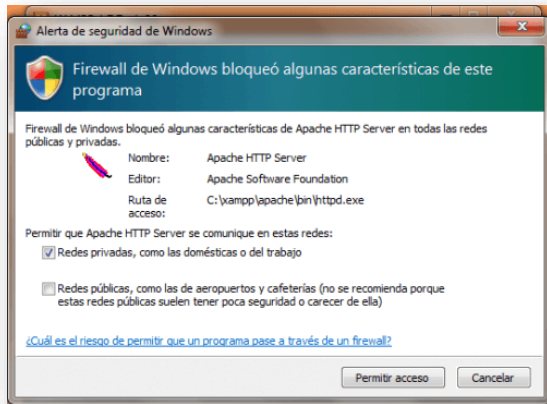 Alerta de seguridad de Windows
Firewall de Windows bloqueó algunas características de este
programa
Firewall de Windows bloqueó algunas características de Apache HTTP Server en todas las redes
públicas y privadas.
Nombre: Apache HTTP Server
Editor: Apache Software Foundation
Ruta de acceso: C:\xampp\apache\bin\httpd.exe
Permitir que Apache HTTP Server se comunique en estas redes:
Redes privadas, como las domésticas o del trabajo
Redes públicas, como las de aeropuertos y cafeterías (no se recomienda porque
estas redes públicas suelen tener poca seguridad o carecer de ella)
¿Cuál es el riesgo de permitir que un programa pase a través de un firewall?
Permitir acceso Cancelar